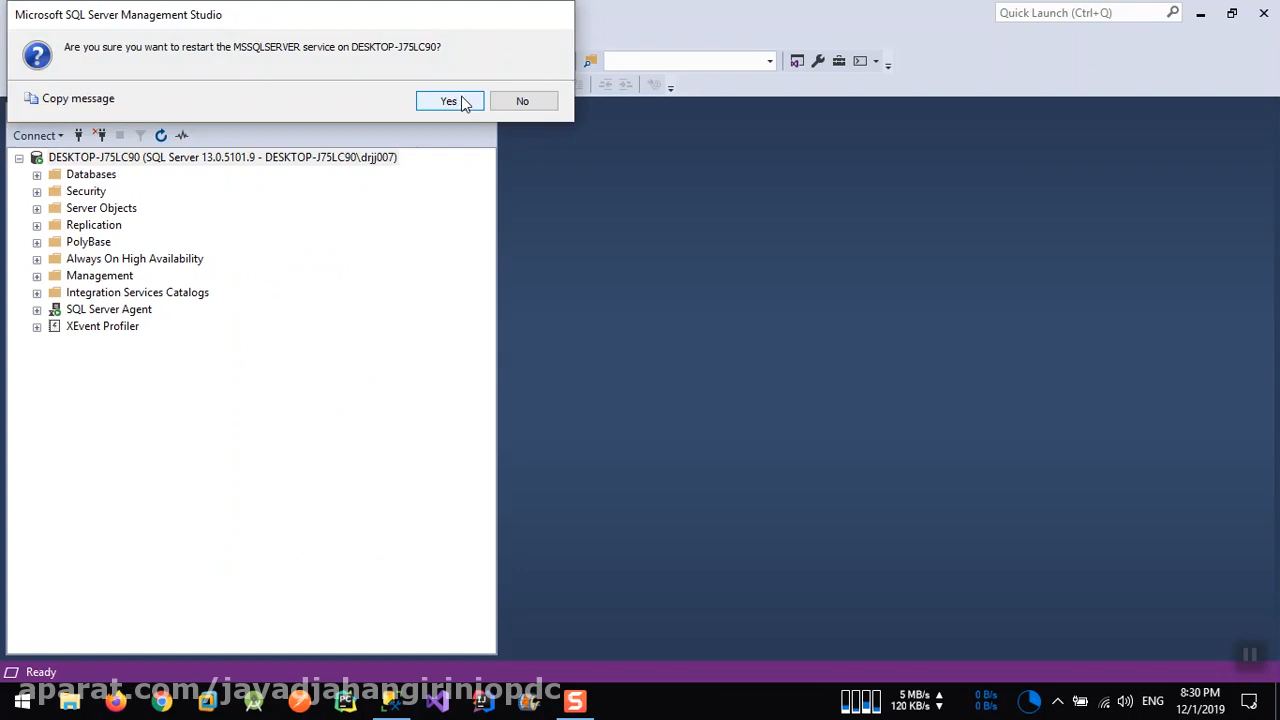 Microsoft SQL Server Management Studio
Quick Launch (Ctrl+Q)
Are you sure you want to restart the MSSQLSERVER service on DESKTOP-J75LC90?
Copy message
Yes
No
Connect
DESKTOP-J75LC90 (SQL Server 13.0.5101.9 - DESKTOP-J75LC90\drjj007)
Databases
Security
Server Objects
Replication
PolyBase
Always On High Availability
Management
Integration Services Catalogs
SQL Server Agent
XEvent Profiler
Ready
aparat.com/javadjahangiriniopdc
5 MB/s
120 KB/s
0 B/s
0 B/s
ENG
8:30 PM
12/1/2019